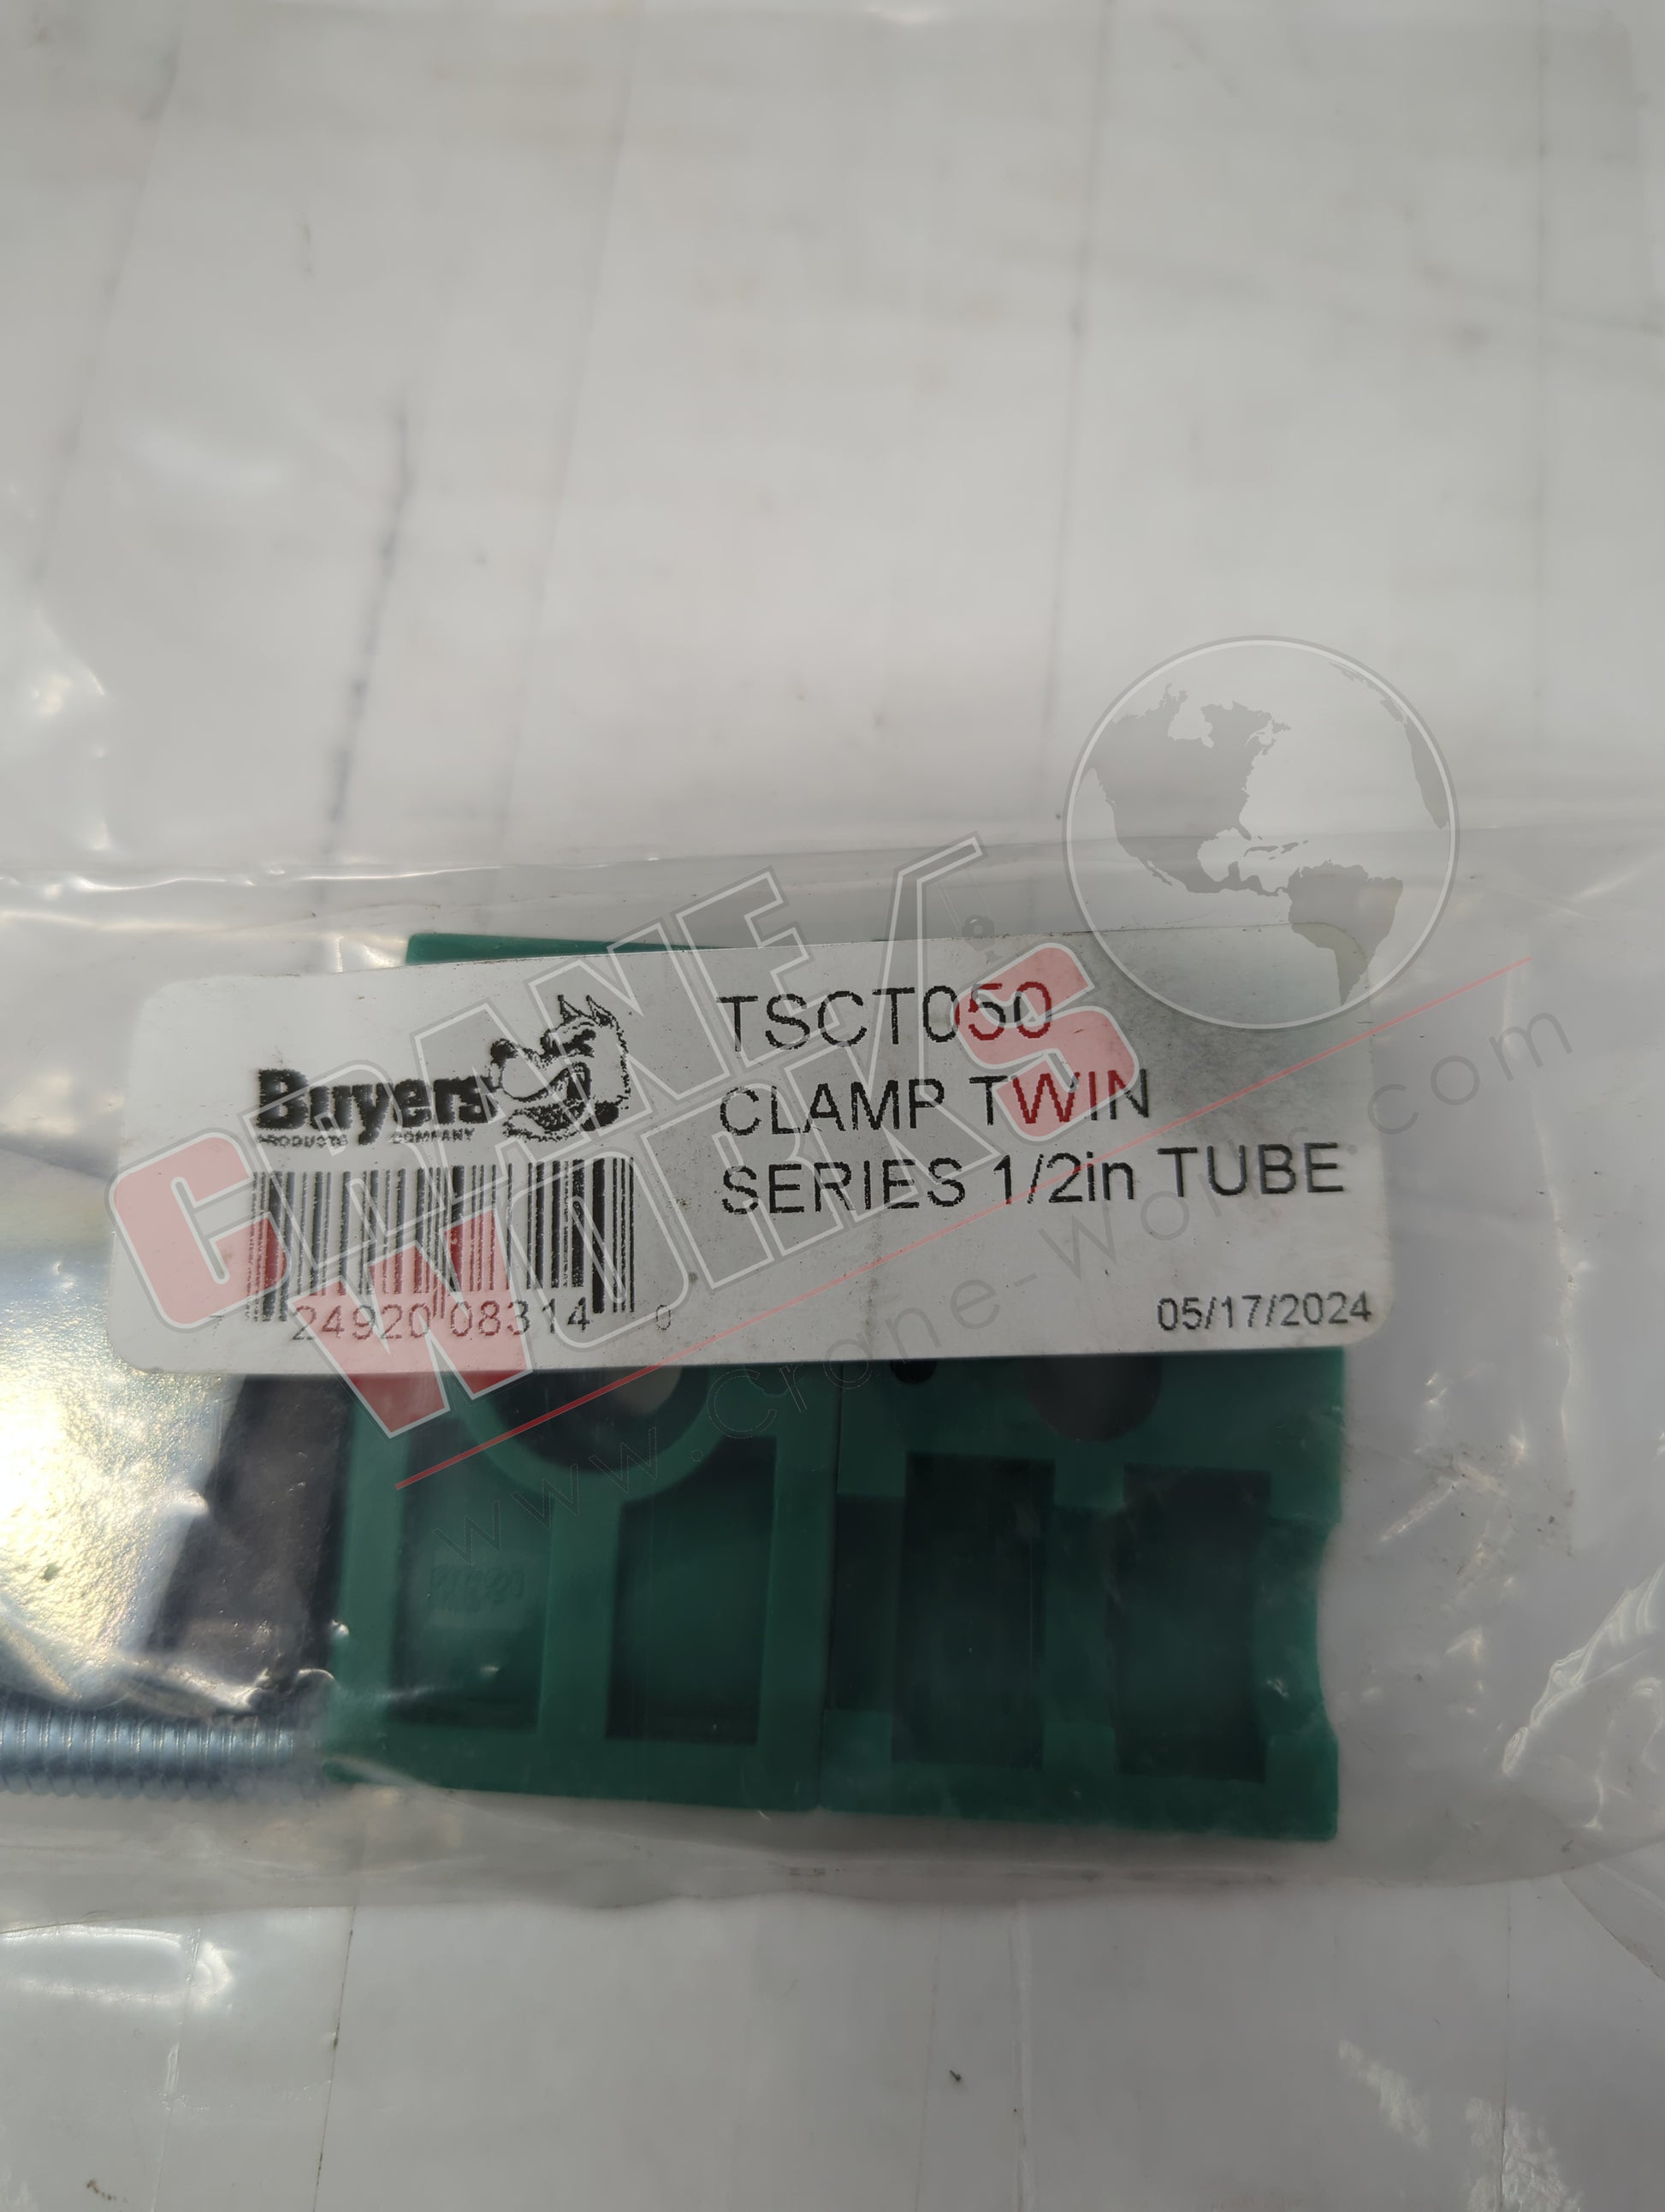 CRANE
WORKS
www.crane-works.com
Buyers
PRODUCTS COMPANY
TSCT050
CLAMP TWIN
SERIES 1/2in TUBE
7 24920 08314 0
05/17/2024